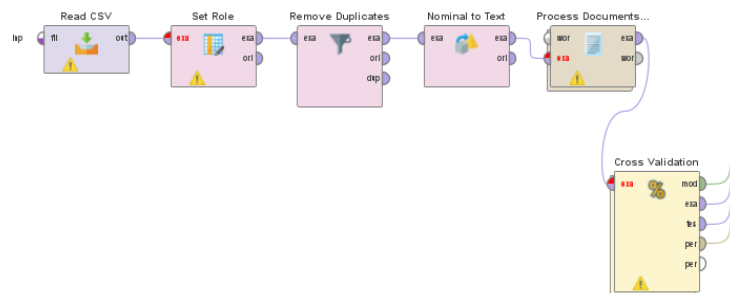 Read CSV
Set Role
Remove Duplicates
Nominal to Text
Process Documents...
inp
fil
out
exa
exa
ori
exa
exa
ori
dup
exa
exa
ori
wor
exa
exa
wor
Cross Validation
exa
mod
exa
tes
per
per